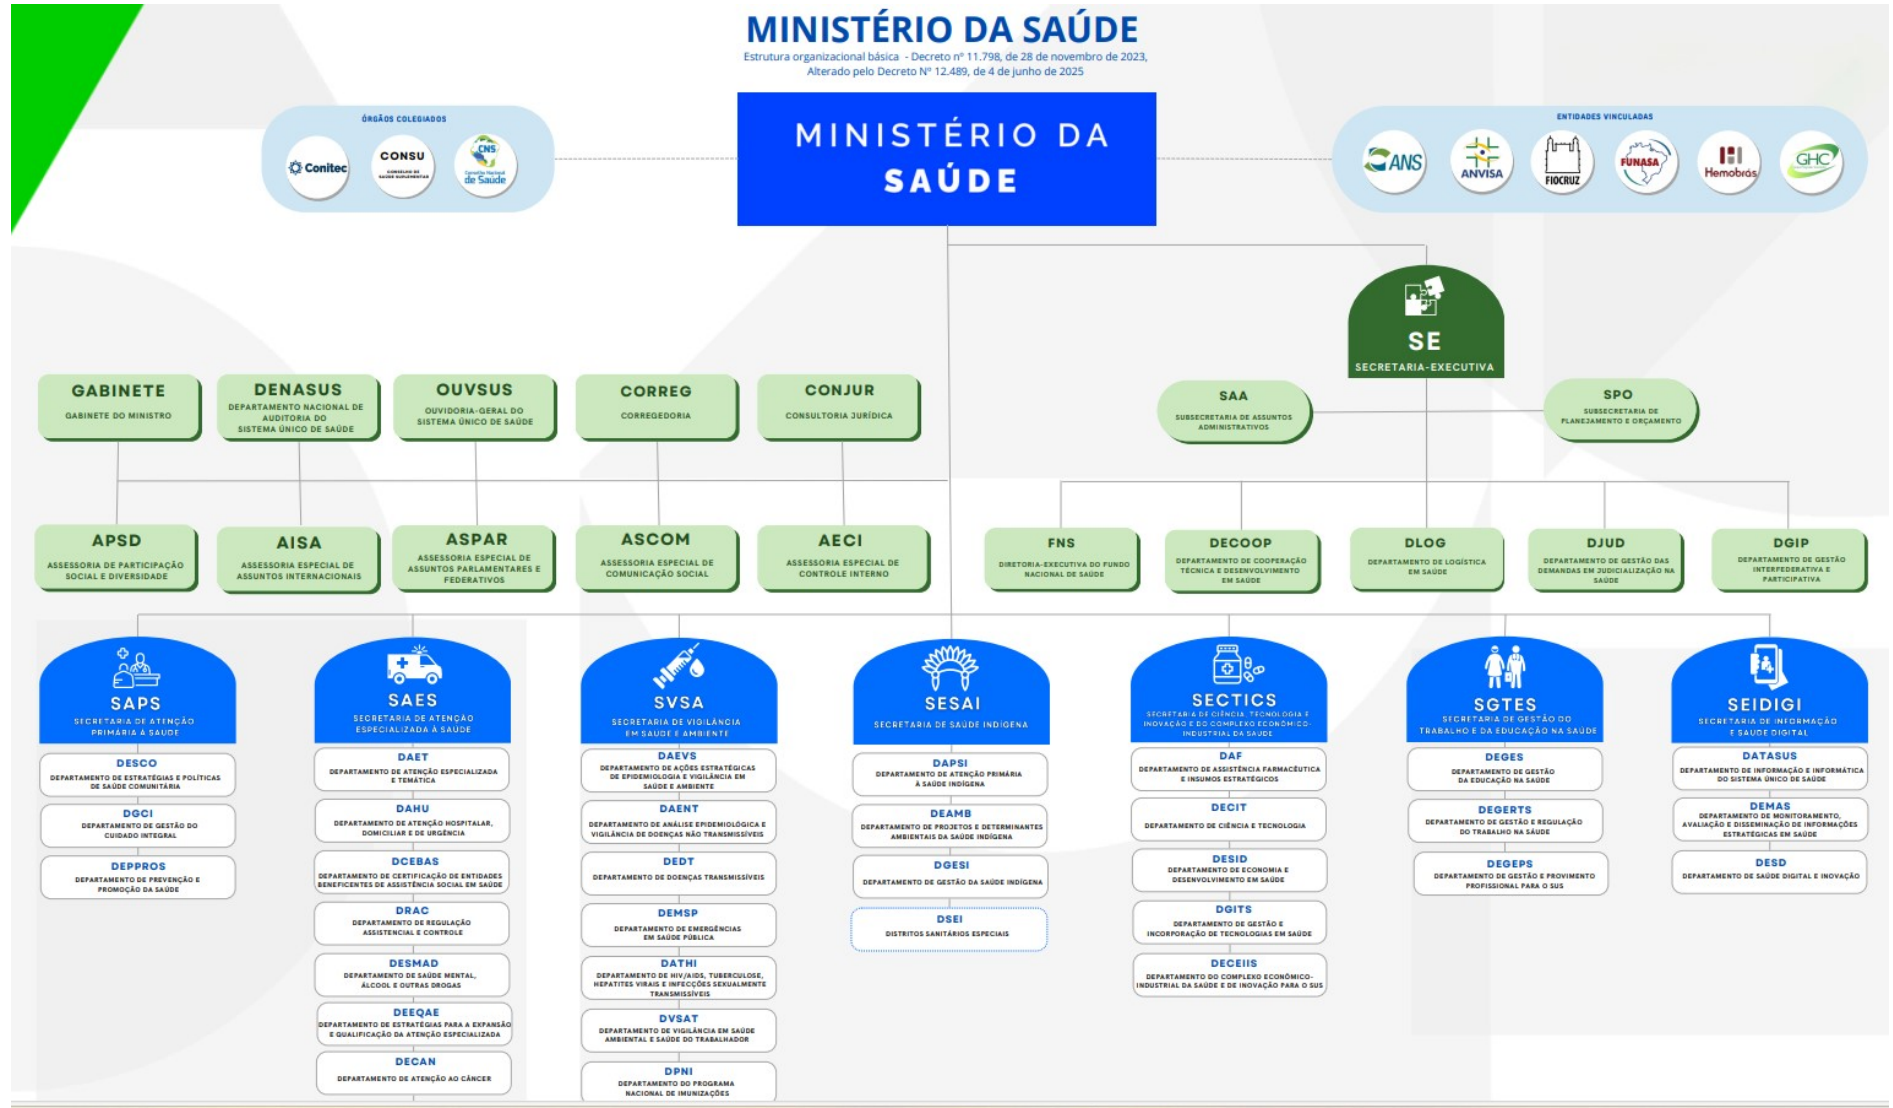 MINISTÉRIO DA SAÚDE
Estrutura organizacional básica - Decreto nº 11.798, de 28 de novembro de 2023,
Alterado pelo Decreto Nº 12.489, de 4 de junho de 2025
ÓRGÃOS COLEGIADOS
Conitec
CONSU
CONSELHO DE
SAÚDE SUPLEMENTAR
CNS
Conselho Nacional
de Saúde
MINISTÉRIO DA
SAÚDE
ENTIDADES VINCULADAS
ANS
ANVISA
FIOCRUZ
FUNASA
Hemobrás
GHC
SE
SECRETARIA-EXECUTIVA
SAA
SUBSECRETARIA DE ASSUNTOS
ADMINISTRATIVOS
SPO
SUBSECRETARIA DE
PLANEJAMENTO E ORÇAMENTO
GABINETE
GABINETE DO MINISTRO
DENASUS
DEPARTAMENTO NACIONAL DE
AUDITORIA DO
SISTEMA ÚNICO DE SAÚDE
OUVSUS
OUVIDORIA-GERAL DO
SISTEMA ÚNICO DE SAÚDE
CORREG
CORREGEDORIA
CONJUR
CONSULTORIA JURÍDICA
APSD
ASSESSORIA DE PARTICIPAÇÃO
SOCIAL E DIVERSIDADE
AISA
ASSESSORIA ESPECIAL DE
ASSUNTOS INTERNACIONAIS
ASPAR
ASSESSORIA ESPECIAL DE
ASSUNTOS PARLAMENTARES E
FEDERATIVOS
ASCOM
ASSESSORIA ESPECIAL DE
COMUNICAÇÃO SOCIAL
AECI
ASSESSORIA ESPECIAL DE
CONTROLE INTERNO
FNS
DIRETORIA-EXECUTIVA DO FUNDO
NACIONAL DE SAÚDE
DECOOP
DEPARTAMENTO DE COOPERAÇÃO
TÉCNICA E DESENVOLVIMENTO
EM SAÚDE
DLOG
DEPARTAMENTO DE LOGÍSTICA
EM SAÚDE
DJUD
DEPARTAMENTO DE GESTÃO DAS
DEMANDAS EM JUDICIALIZAÇÃO NA
SAÚDE
DGIP
DEPARTAMENTO DE GESTÃO
INTERFEDERATIVA E
PARTICIPATIVA
SAPS
SECRETARIA DE ATENÇÃO
PRIMÁRIA À SAÚDE
DESCO
DEPARTAMENTO DE ESTRATÉGIAS E POLÍTICAS
DE SAÚDE COMUNITÁRIA
DGCI
DEPARTAMENTO DE GESTÃO DO
CUIDADO INTEGRAL
DEPPROS
DEPARTAMENTO DE PREVENÇÃO E
PROMOÇÃO DA SAÚDE
SAES
SECRETARIA DE ATENÇÃO
ESPECIALIZADA À SAÚDE
DAET
DEPARTAMENTO DE ATENÇÃO ESPECIALIZADA
E TEMÁTICA
DAHU
DEPARTAMENTO DE ATENÇÃO HOSPITALAR,
DOMICILIAR E DE URGÊNCIA
DCEBAS
DEPARTAMENTO DE CERTIFICAÇÃO DE ENTIDADES
BENEFICENTES DE ASSISTÊNCIA SOCIAL EM SAÚDE
DRAC
DEPARTAMENTO DE REGULAÇÃO
ASSISTENCIAL E CONTROLE
DESMAD
DEPARTAMENTO DE SAÚDE MENTAL,
ÁLCOOL E OUTRAS DROGAS
DEEQAE
DEPARTAMENTO DE ESTRATÉGIAS PARA A EXPANSÃO
E QUALIFICAÇÃO DA ATENÇÃO ESPECIALIZADA
DECAN
DEPARTAMENTO DE ATENÇÃO AO CÂNCER
SVSA
SECRETARIA DE VIGILÂNCIA
EM SAÚDE E AMBIENTE
DAEVS
DEPARTAMENTO DE AÇÕES ESTRATÉGICAS
DE EPIDEMIOLOGIA E VIGILÂNCIA EM
SAÚDE E AMBIENTE
DAENT
DEPARTAMENTO DE ANÁLISE EPIDEMIOLÓGICA E
VIGILÂNCIA DE DOENÇAS NÃO TRANSMISSÍVEIS
DEDT
DEPARTAMENTO DE DOENÇAS TRANSMISSÍVEIS
DEMSP
DEPARTAMENTO DE EMERGÊNCIAS
EM SAÚDE PÚBLICA
DATHI
DEPARTAMENTO DE HIV/AIDS, TUBERCULOSE,
HEPATITES VIRAIS E INFECÇÕES SEXUALMENTE
TRANSMISSÍVEIS
DVSAT
DEPARTAMENTO DE VIGILÂNCIA EM SAÚDE
AMBIENTAL E SAÚDE DO TRABALHADOR
DPNI
DEPARTAMENTO DO PROGRAMA
NACIONAL DE IMUNIZAÇÕES
SESAI
SECRETARIA DE SAÚDE INDÍGENA
DAPSI
DEPARTAMENTO DE ATENÇÃO PRIMÁRIA
À SAÚDE INDÍGENA
DEAMB
DEPARTAMENTO DE PROJETOS E DETERMINANTES
AMBIENTAIS DA SAÚDE INDÍGENA
DGESI
DEPARTAMENTO DE GESTÃO DA SAÚDE INDÍGENA
DSEI
DISTRITOS SANITÁRIOS ESPECIAIS
SECTICS
SECRETARIA DE CIÊNCIA, TECNOLOGIA E
INOVAÇÃO E DO COMPLEXO ECONÔMICO-
INDUSTRIAL DA SAÚDE
DAF
DEPARTAMENTO DE ASSISTÊNCIA FARMACÊUTICA
E INSUMOS ESTRATÉGICOS
DECIT
DEPARTAMENTO DE CIÊNCIA E TECNOLOGIA
DESID
DEPARTAMENTO DE ECONOMIA E
DESENVOLVIMENTO EM SAÚDE
DGITS
DEPARTAMENTO DE GESTÃO E
INCORPORAÇÃO DE TECNOLOGIAS EM SAÚDE
DECEIIS
DEPARTAMENTO DO COMPLEXO ECONÔMICO-
INDUSTRIAL DA SAÚDE E DE INOVAÇÃO PARA O SUS
SGTES
SECRETARIA DE GESTÃO DO
TRABALHO E DA EDUCAÇÃO NA SAÚDE
DEGES
DEPARTAMENTO DE GESTÃO
DA EDUCAÇÃO NA SAÚDE
DEGERTS
DEPARTAMENTO DE GESTÃO E REGULAÇÃO
DO TRABALHO NA SAÚDE
DEGEPS
DEPARTAMENTO DE GESTÃO E PROVIMENTO
PROFISSIONAL PARA O SUS
SEIDIGI
SECRETARIA DE INFORMAÇÃO
E SAÚDE DIGITAL
DATASUS
DEPARTAMENTO DE INFORMAÇÃO E INFORMÁTICA
DO SISTEMA ÚNICO DE SAÚDE
DEMAS
DEPARTAMENTO DE MONITORAMENTO,
AVALIAÇÃO E DISSEMINAÇÃO DE INFORMAÇÕES
ESTRATÉGICAS EM SAÚDE
DESD
DEPARTAMENTO DE SAÚDE DIGITAL E INOVAÇÃO